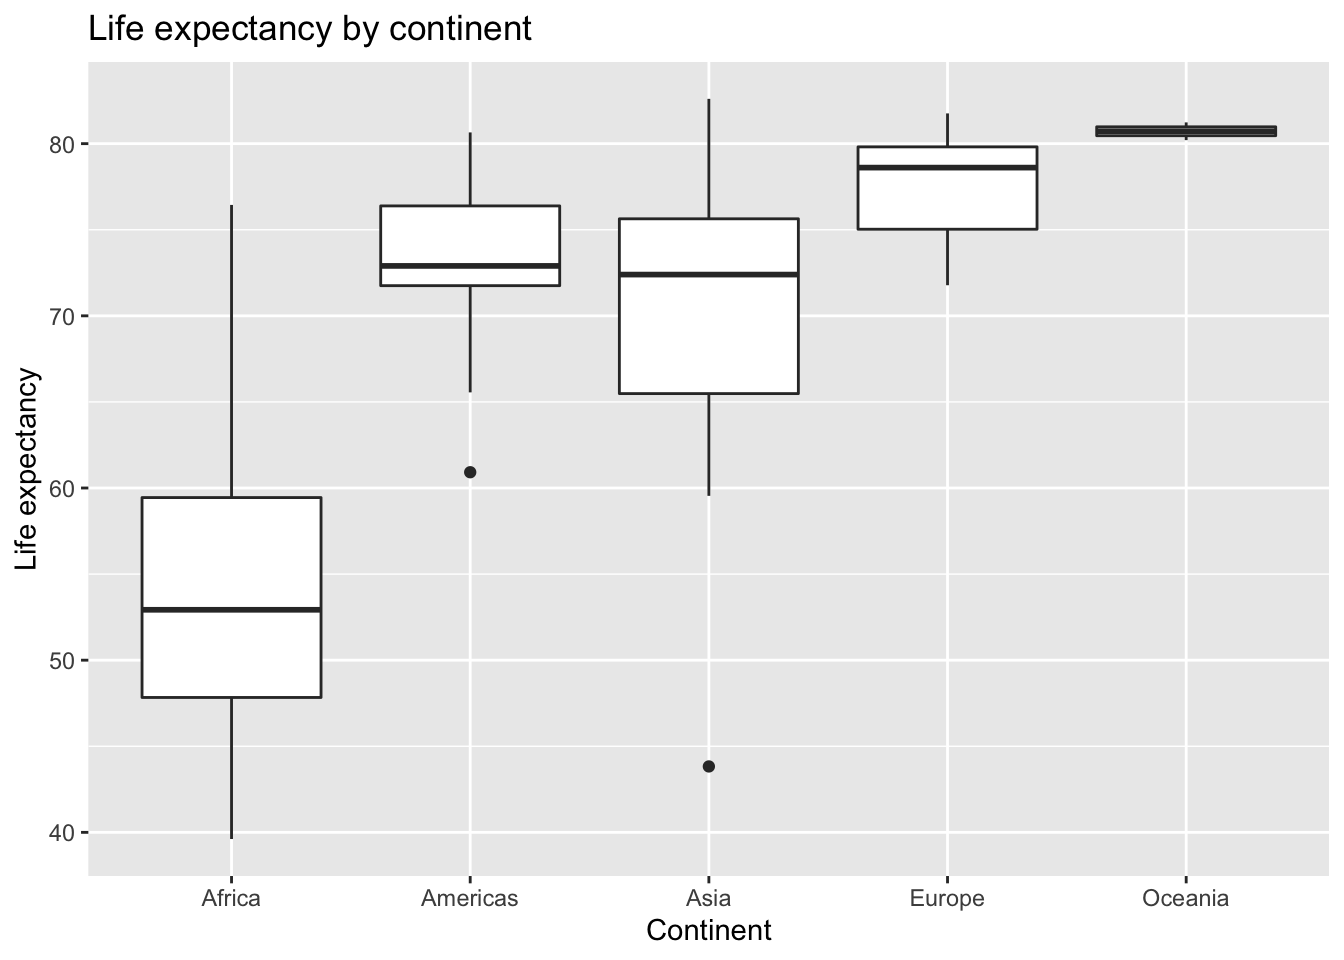 Life expectancy by continent
Life expectancy
80
70
60
50
40
Africa
Americas
Asia
Europe
Oceania
Continent